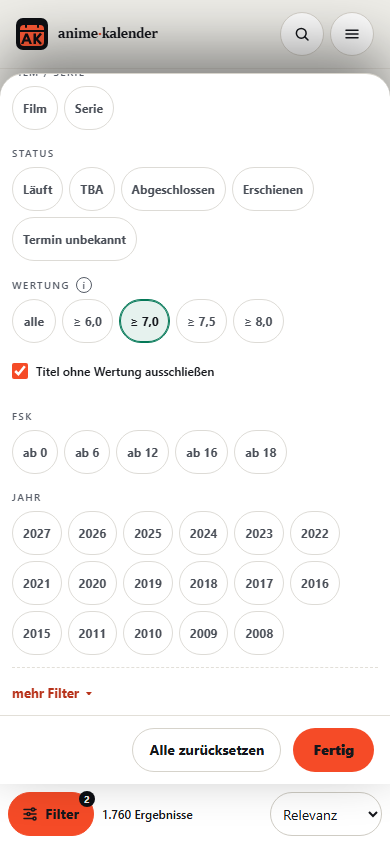 AK
anime·kalender
FILM / SERIE
Film
Serie
STATUS
Läuft
TBA
Abgeschlossen
Erschienen
Termin unbekannt
WERTUNG i
alle
≥ 6,0
≥ 7,0
≥ 7,5
≥ 8,0
Titel ohne Wertung ausschließen
FSK
ab 0
ab 6
ab 12
ab 16
ab 18
JAHR
2027
2026
2025
2024
2023
2022
2021
2020
2019
2018
2017
2016
2015
2011
2010
2009
2008
mehr Filter
Alle zurücksetzen
Fertig
Filter
2
1.760 Ergebnisse
Relevanz